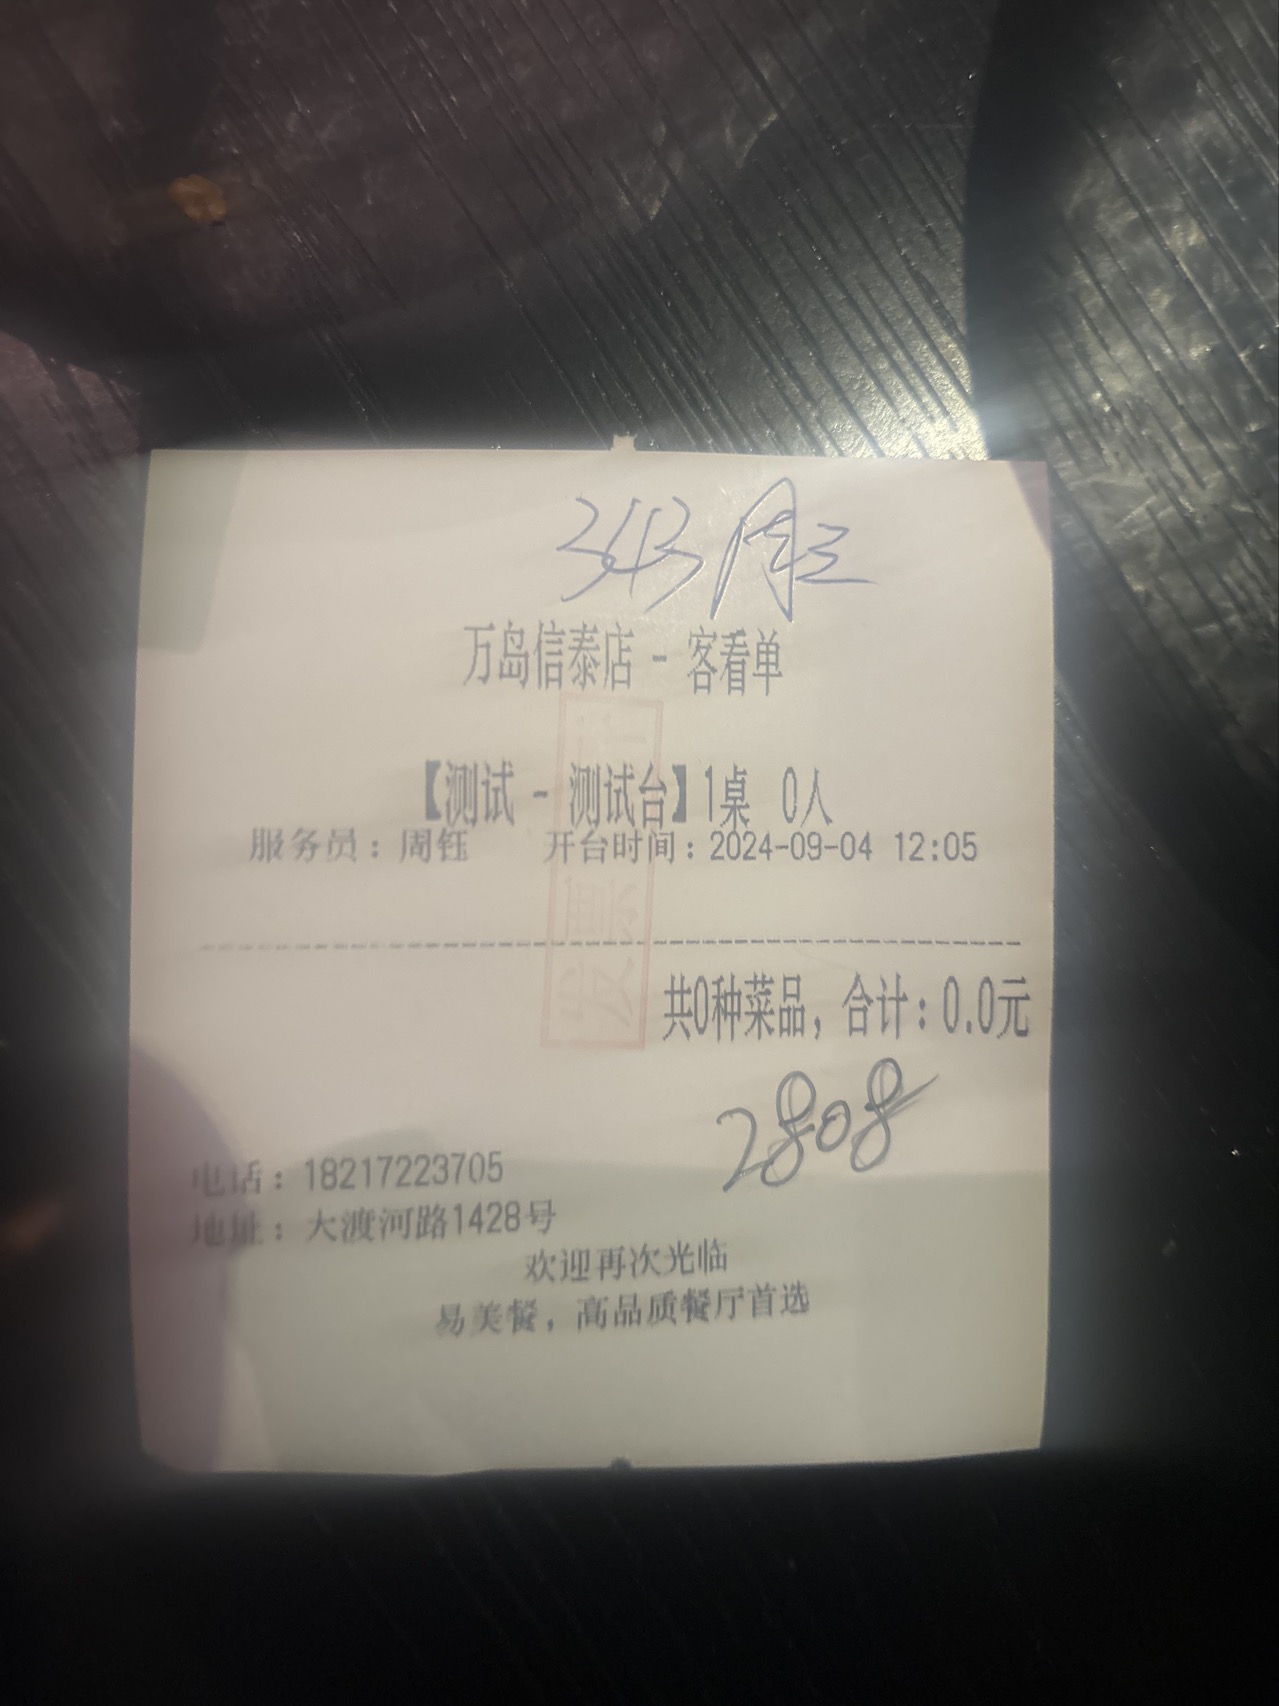 343 周三
万岛信泰店 - 客看单
【测试 - 测试台】1桌 0人
服务员：周钰 开台时间：2024-09-04 12:05
共0种菜品，合计：0.0元
2808
电话：18217223705
地址：大渡河路1428号
欢迎再次光临
易美餐，高品质餐厅首选
发票